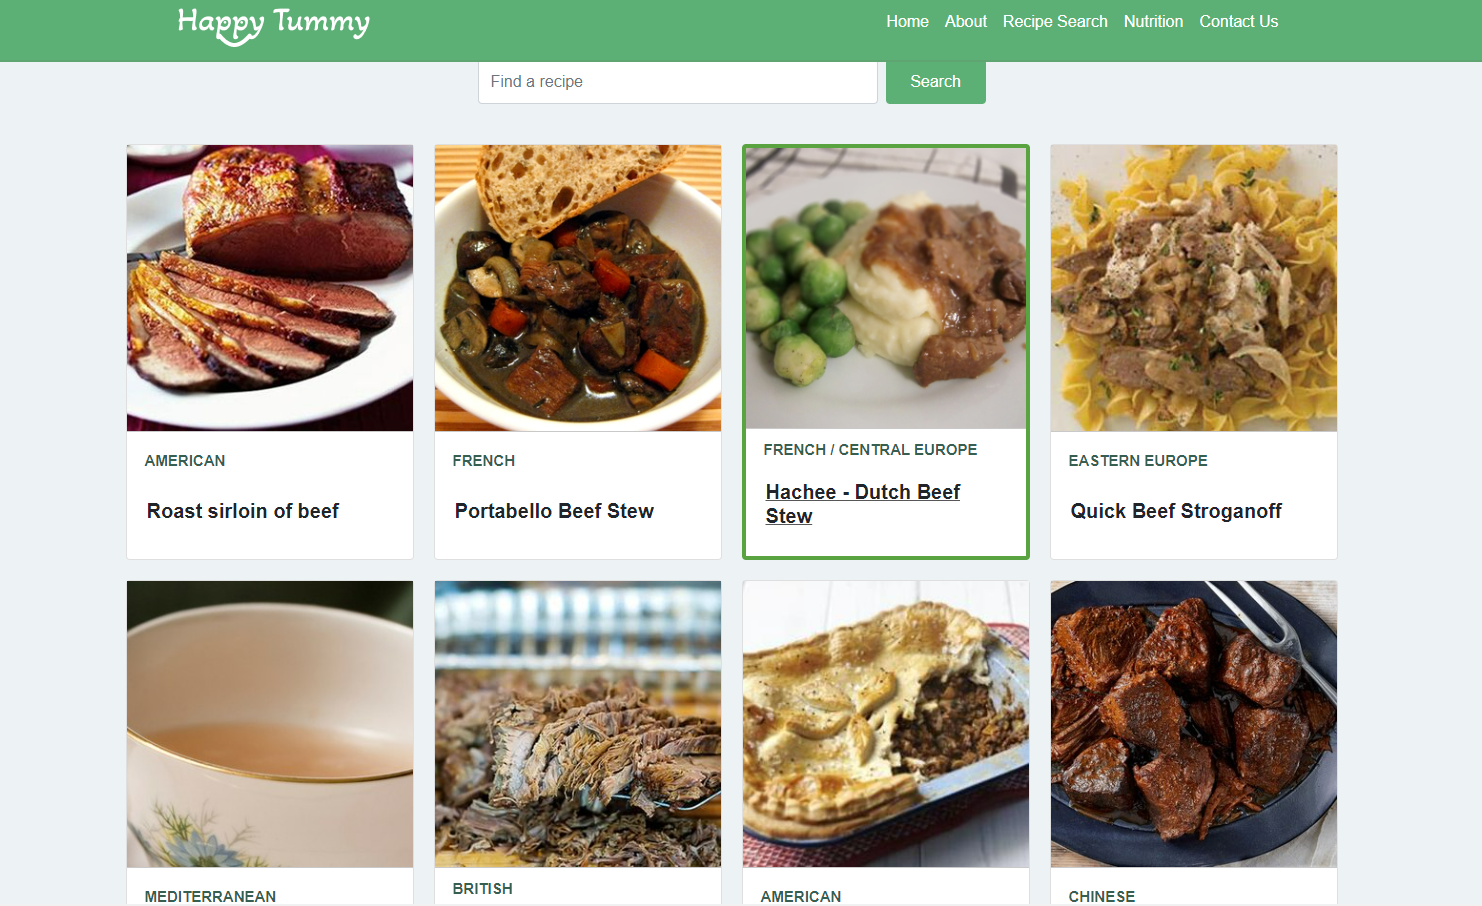 Happy Tummy
Home About Recipe Search Nutrition Contact Us
Find a recipe
Search
AMERICAN
Roast sirloin of beef
FRENCH
Portabello Beef Stew
FRENCH / CENTRAL EUROPE
Hachee - Dutch Beef
Stew
EASTERN EUROPE
Quick Beef Stroganoff
MEDITERRANEAN
BRITISH
AMERICAN
CHINESE